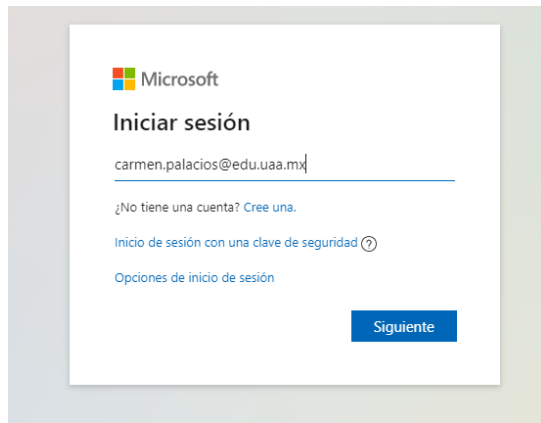 Microsoft
Iniciar sesión
carmen.palacios@edu.uaa.mx
¿No tiene una cuenta? Cree una.
Inicio de sesión con una clave de seguridad ?
Opciones de inicio de sesión
Siguiente